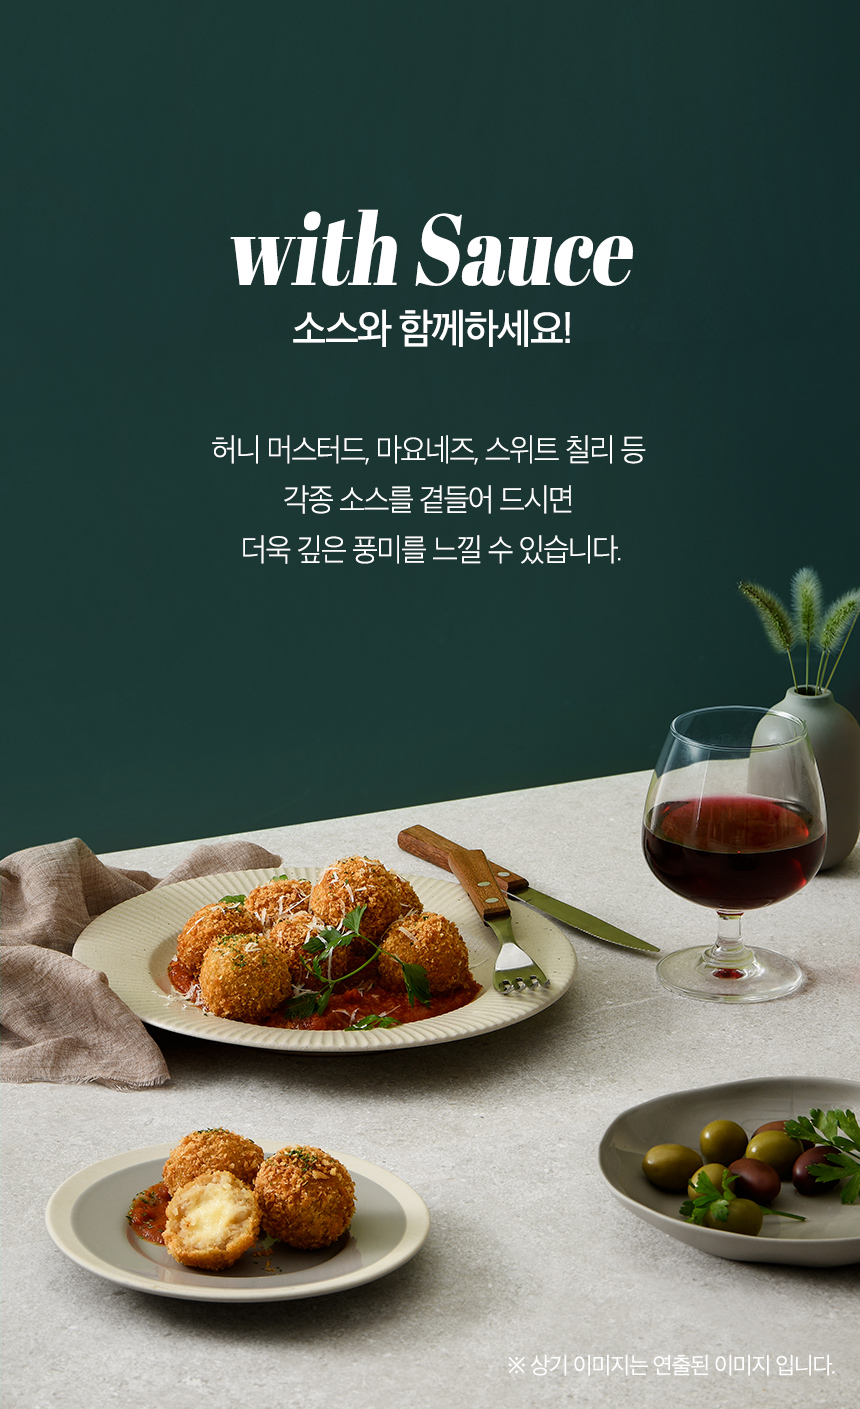 with Sauce
소스와 함께하세요!
허니 머스터드, 마요네즈, 스위트 칠리 등
각종 소스를 곁들어 드시면
더욱 깊은 풍미를 느낄 수 있습니다.
※ 상기 이미지는 연출된 이미지 입니다.